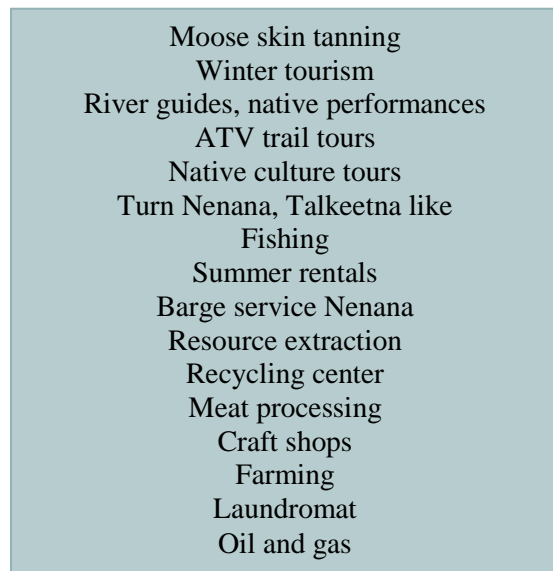 Moose skin tanning
Winter tourism
River guides, native performances
ATV trail tours
Native culture tours
Turn Nenana, Talkeetna like
Fishing
Summer rentals
Barge service Nenana
Resource extraction
Recycling center
Meat processing
Craft shops
Farming
Laundromat
Oil and gas